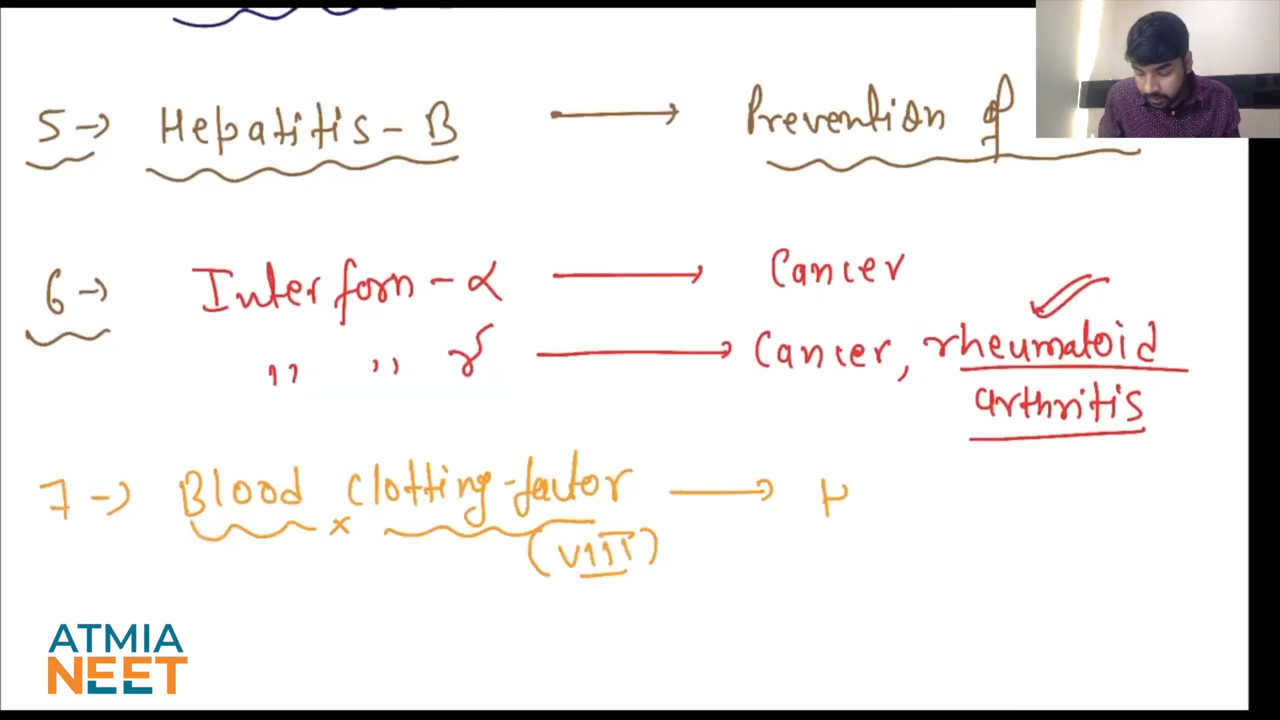 5→ Hepatitis-B → Prevention of
6→ Interforn-α → Cancer
,, ,, γ → Cancer, rheumatoid
arthritis
7→ Blood clotting-factor →
(VIII)
ATMIA
NEET